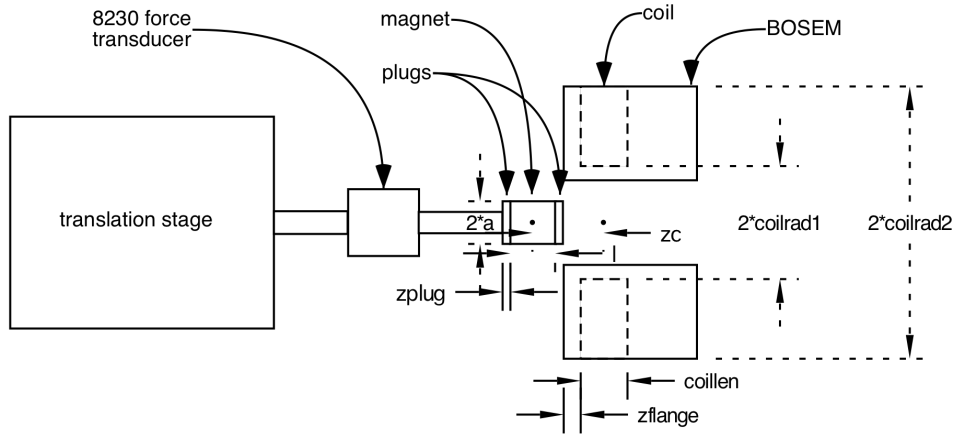 8230 force
transducer
magnet
plugs
coil
BOSEM
translation stage
2*a
zc
l
2*coilrad1
2*coilrad2
zplug
coillen
zflange